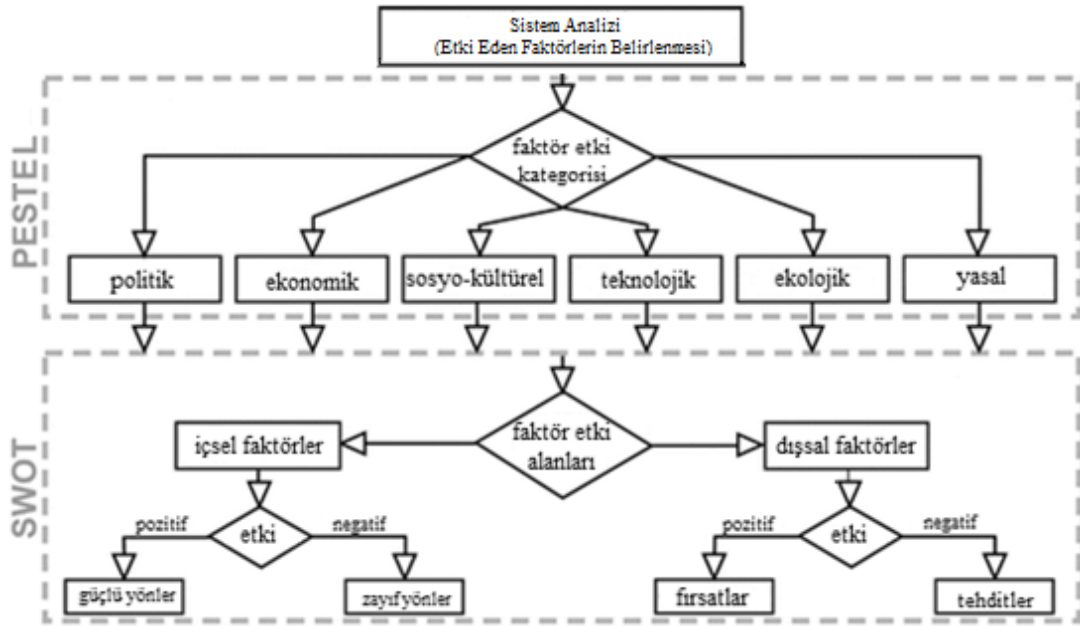 Sistem Analizi
(Etki Eden Faktörlerin Belirlenmesi)
PESTEL
faktör etki
kategorisi
politik
ekonomik
sosyo-kültürel
teknolojik
ekolojik
yasal
SWOT
faktör etki
alanları
içsel faktörler
dışsal faktörler
pozitif
etki
negatif
pozitif
etki
negatif
güçlü yönler
zayıf yönler
fırsatlar
tehditler